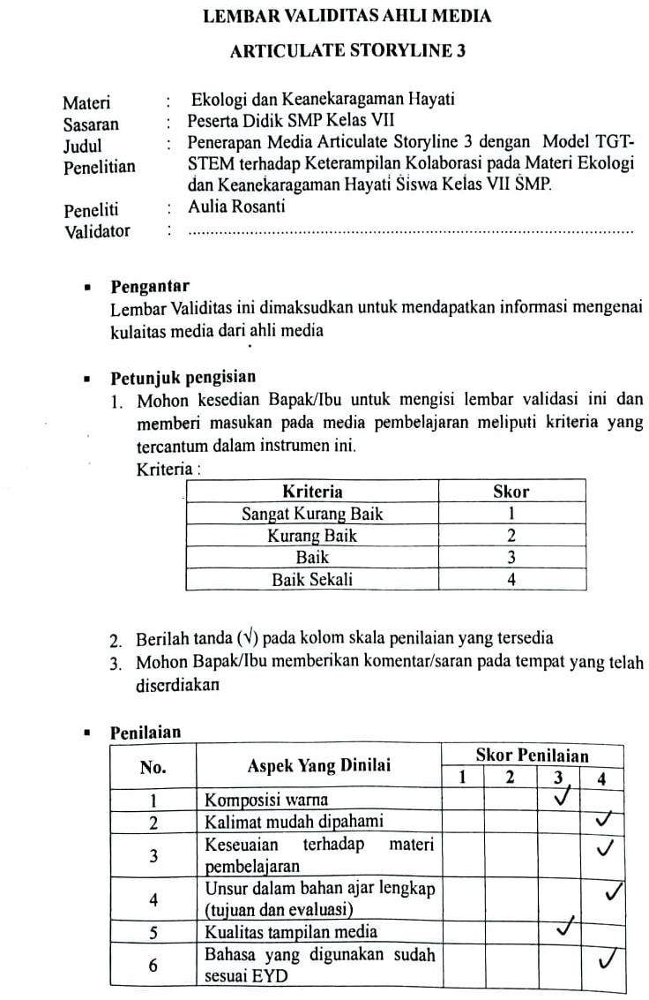 LEMBAR VALIDITAS AHLI MEDIA
ARTICULATE STORYLINE 3
Materi : Ekologi dan Keanekaragaman Hayati
Sasaran : Peserta Didik SMP Kelas VII
Judul : Penerapan Media Articulate Storyline 3 dengan Model TGT-
Penelitian STEM terhadap Keterampilan Kolaborasi pada Materi Ekologi
dan Keanekaragaman Hayati Siswa Kelas VII SMP.
Peneliti : Aulia Rosanti
Validator : ....................................................................................................
▪ Pengantar
Lembar Validitas ini dimaksudkan untuk mendapatkan informasi mengenai
kulaitas media dari ahli media
▪ Petunjuk pengisian
1. Mohon kesedian Bapak/Ibu untuk mengisi lembar validasi ini dan
memberi masukan pada media pembelajaran meliputi kriteria yang
tercantum dalam instrumen ini.
Kriteria :
Kriteria Skor
Sangat Kurang Baik 1
Kurang Baik 2
Baik 3
Baik Sekali 4
2. Berilah tanda (√) pada kolom skala penilaian yang tersedia
3. Mohon Bapak/Ibu memberikan komentar/saran pada tempat yang telah
diserdiakan
▪ Penilaian
No. Aspek Yang Dinilai Skor Penilaian
1 2 3 4
1 Komposisi warna ✓
2 Kalimat mudah dipahami ✓
3 Keseuaian terhadap materi ✓
pembelajaran
4 Unsur dalam bahan ajar lengkap ✓
(tujuan dan evaluasi)
5 Kualitas tampilan media ✓
6 Bahasa yang digunakan sudah ✓
sesuai EYD